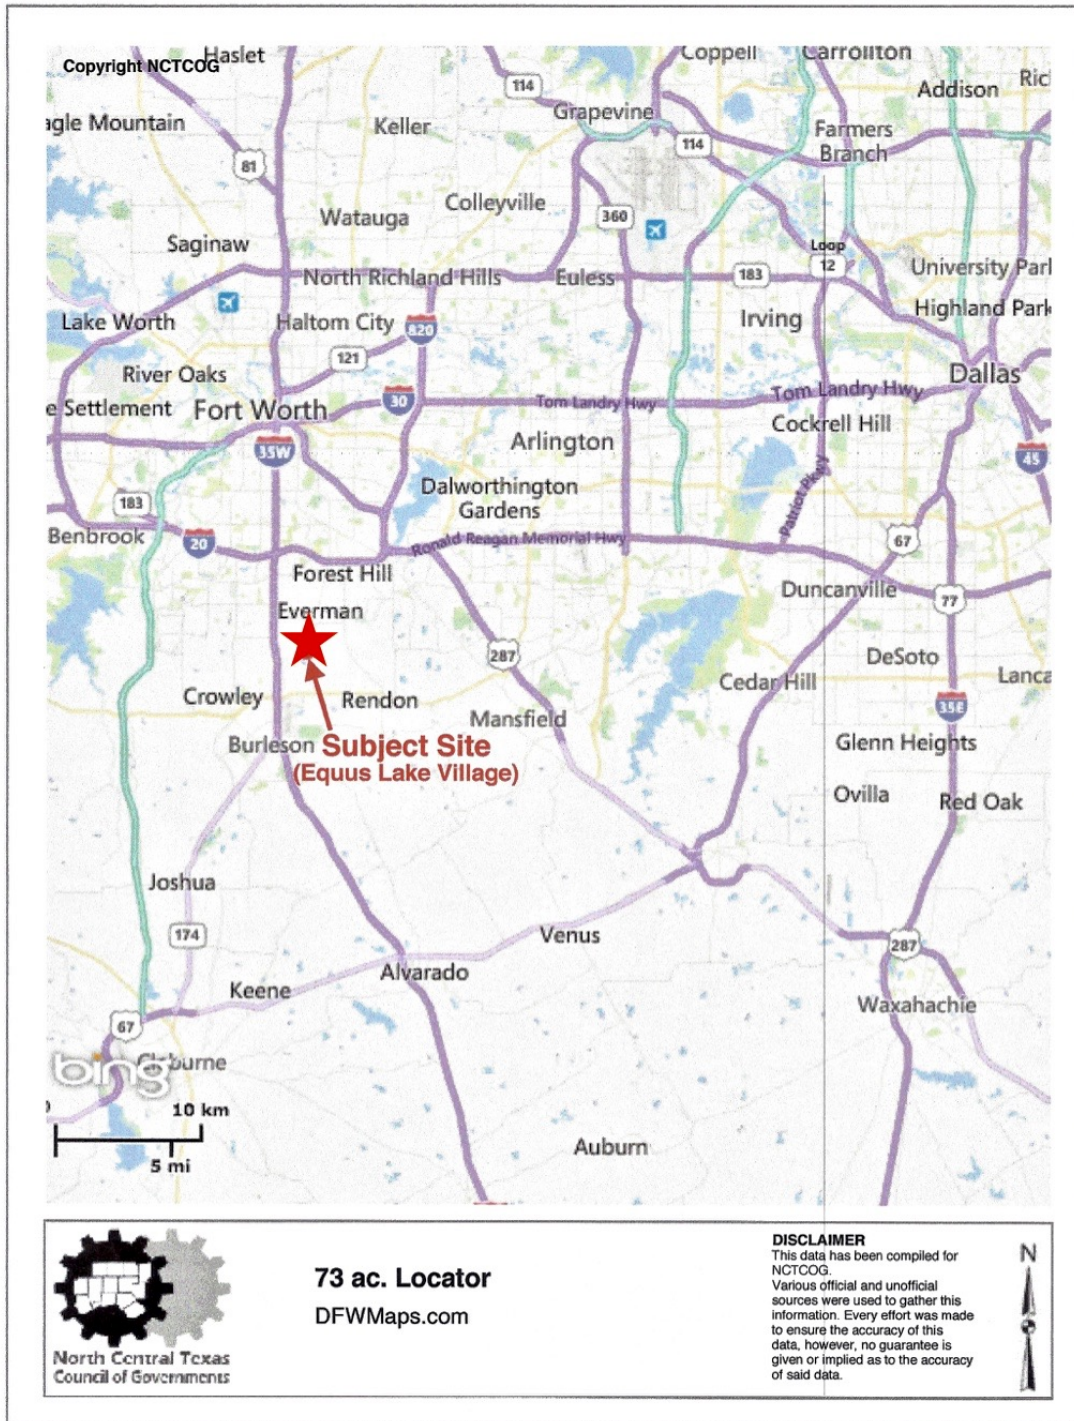 Copyright NCTCOG
Haslet
Coppell
Carrollton
114
Addison
Grapevine
Keller
Farmers
Branch
114
81
Colleyville
Watauga
360
Saginaw
Loop
12
183
North Richland Hills
Euless
Lake Worth
Haltom City
820
Irving
Highland Park
121
River Oaks
Dallas
30
Tom Landry Hwy
Tom Landry Hwy
Settlement
Fort Worth
Cockrell Hill
35W
Arlington
45
Dalworthington
Gardens
Patriot Pkwy
183
Benbrook
20
Ronald Reagan Memorial Hwy
67
Forest Hill
Duncanville
77
Everman
287
DeSoto
Cedar Hill
Crowley
Rendon
Mansfield
35E
Burleson
Subject Site
(Equus Lake Village)
Glenn Heights
Ovilla
Red Oak
Joshua
174
Venus
287
Alvarado
Keene
Waxahachie
67
bing
10 km
5 mi
Auburn
73 ac. Locator
DFWMaps.com
North Central Texas
Council of Governments
DISCLAIMER
This data has been compiled for
NCTCOG.
Various official and unofficial
sources were used to gather this
information. Every effort was made
to ensure the accuracy of this
data, however, no guarantee is
given or implied as to the accuracy
of said data.
N